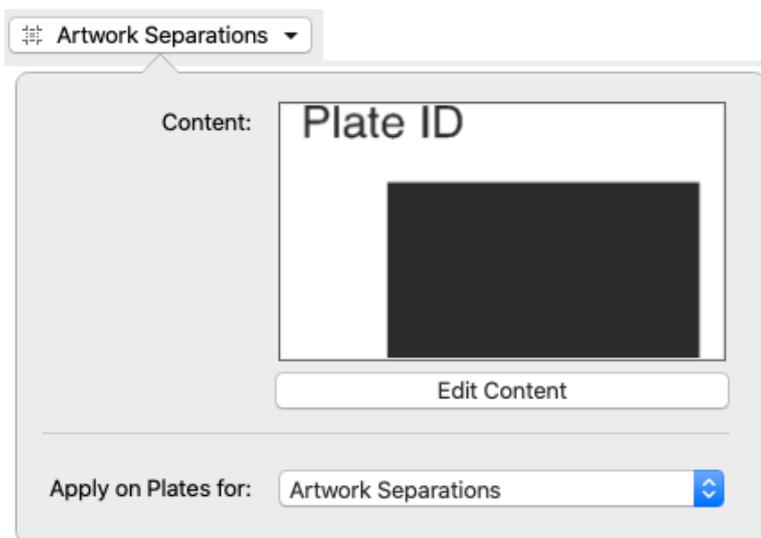 Artwork Separations
Content:
Plate ID
Edit Content
Apply on Plates for: Artwork Separations